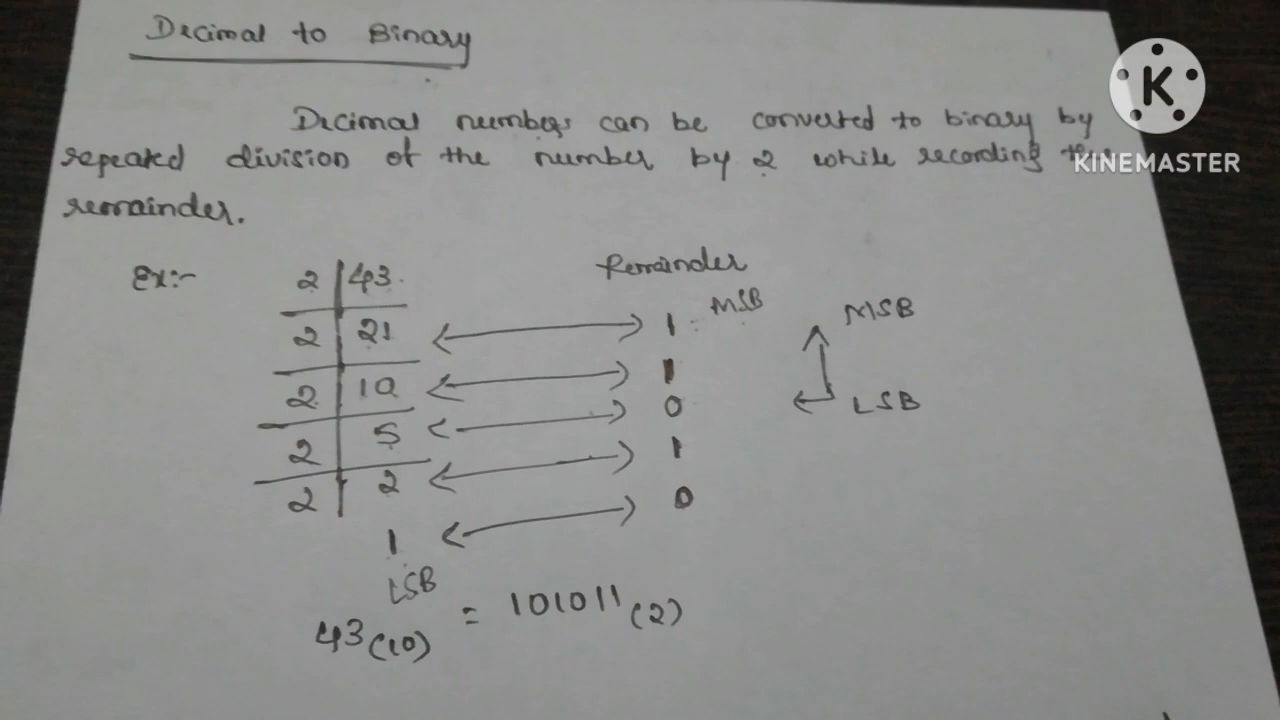 Decimal to Binary
Decimal numbers can be converted to binary by
repeated division of the number by 2 while recording the
remainder.
K
KINEMASTER
Ex:- 2 43. Remainder
2 21 1 MSB MSB
2 10 1
2 5 0 LSB
2 2 1
2 0
1
LSB
43(10) = 101011(2)